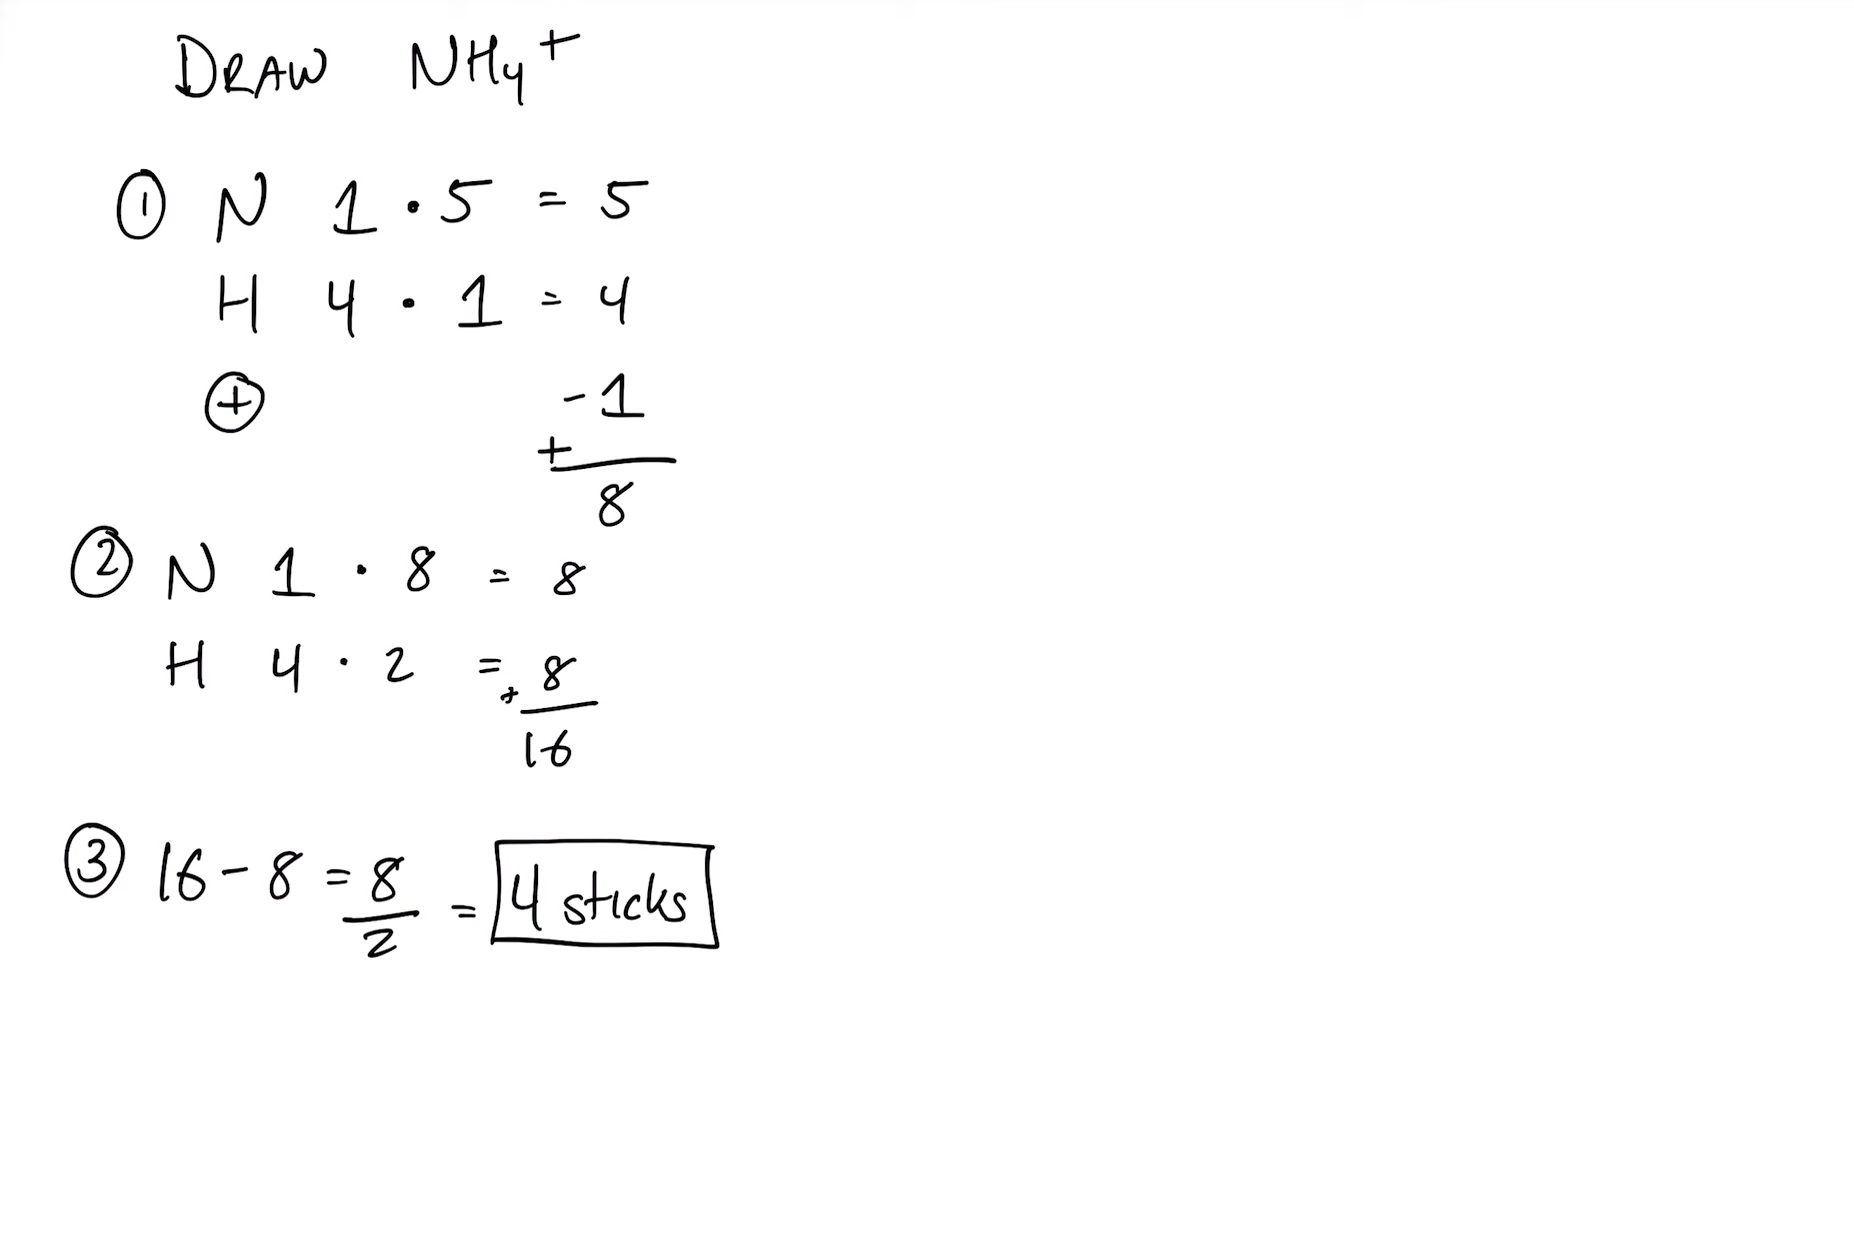 DRAW NH4+
① N 1 · 5 = 5
H 4 · 1 = 4
⊕ - 1
+
8
② N 1 · 8 = 8
H 4 · 2 = + 8
16
③ 16 - 8 = 8/2 = 4 sticks